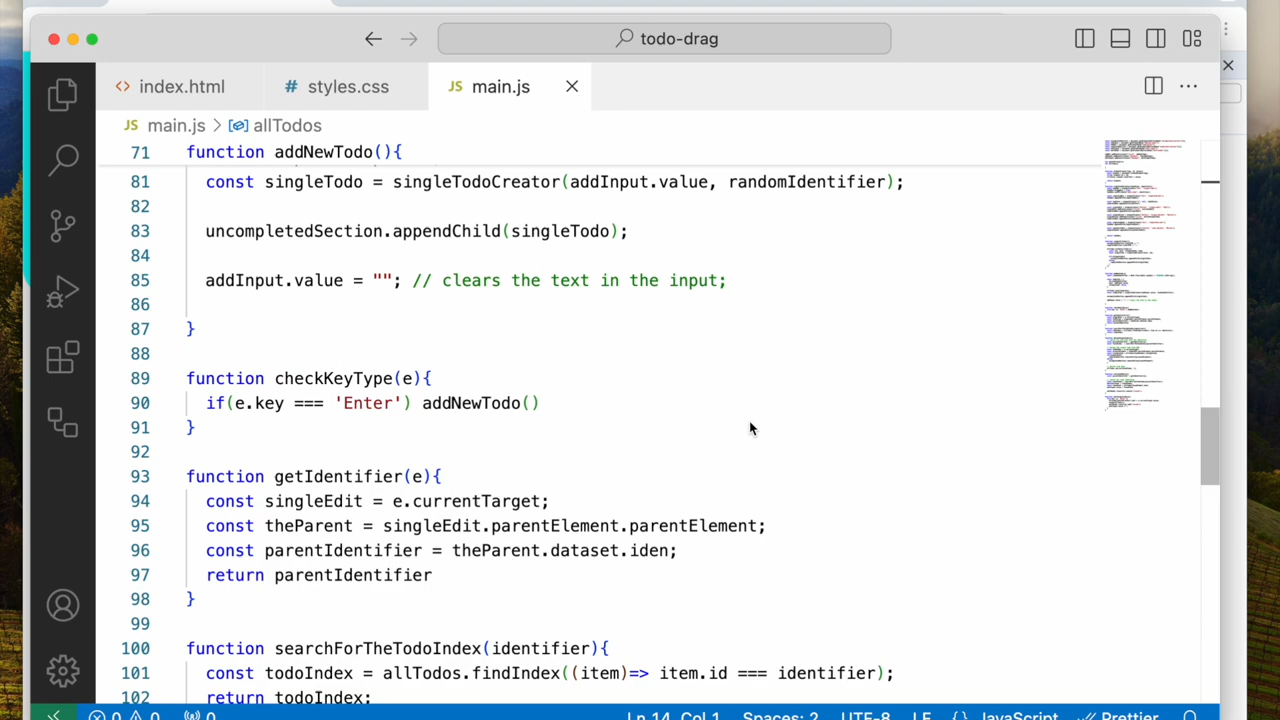 todo-drag
index.html
styles.css
JS main.js
JS main.js > allTodos
71 function addNewTodo(){
81 const singleTodo = singleTodoCreator(addInput.value, randomIdentifier);
82
83 uncompletedSection.appendChild(singleTodo);
84
85 addinput.value = ""; // clears the text in the input;
86
87 }
88
89 function checkKeyType(e){
90 if(e.key === 'Enter') addNewTodo()
91 }
92
93 function getIdentifier(e){
94 const singleEdit = e.currentTarget;
95 const theParent = singleEdit.parentElement.parentElement;
96 const parentIdentifier = theParent.dataset.iden;
97 return parentIdentifier
98 }
99
100 function searchForTheTodoIndex(identifier){
101 const todoIndex = allTodos.findIndex((item)=> item.id === identifier);
102 return todoIndex;
0 0 0 Ln 14, Col 1 Spaces: 2 UTF-8 LF {} JavaScript Prettier